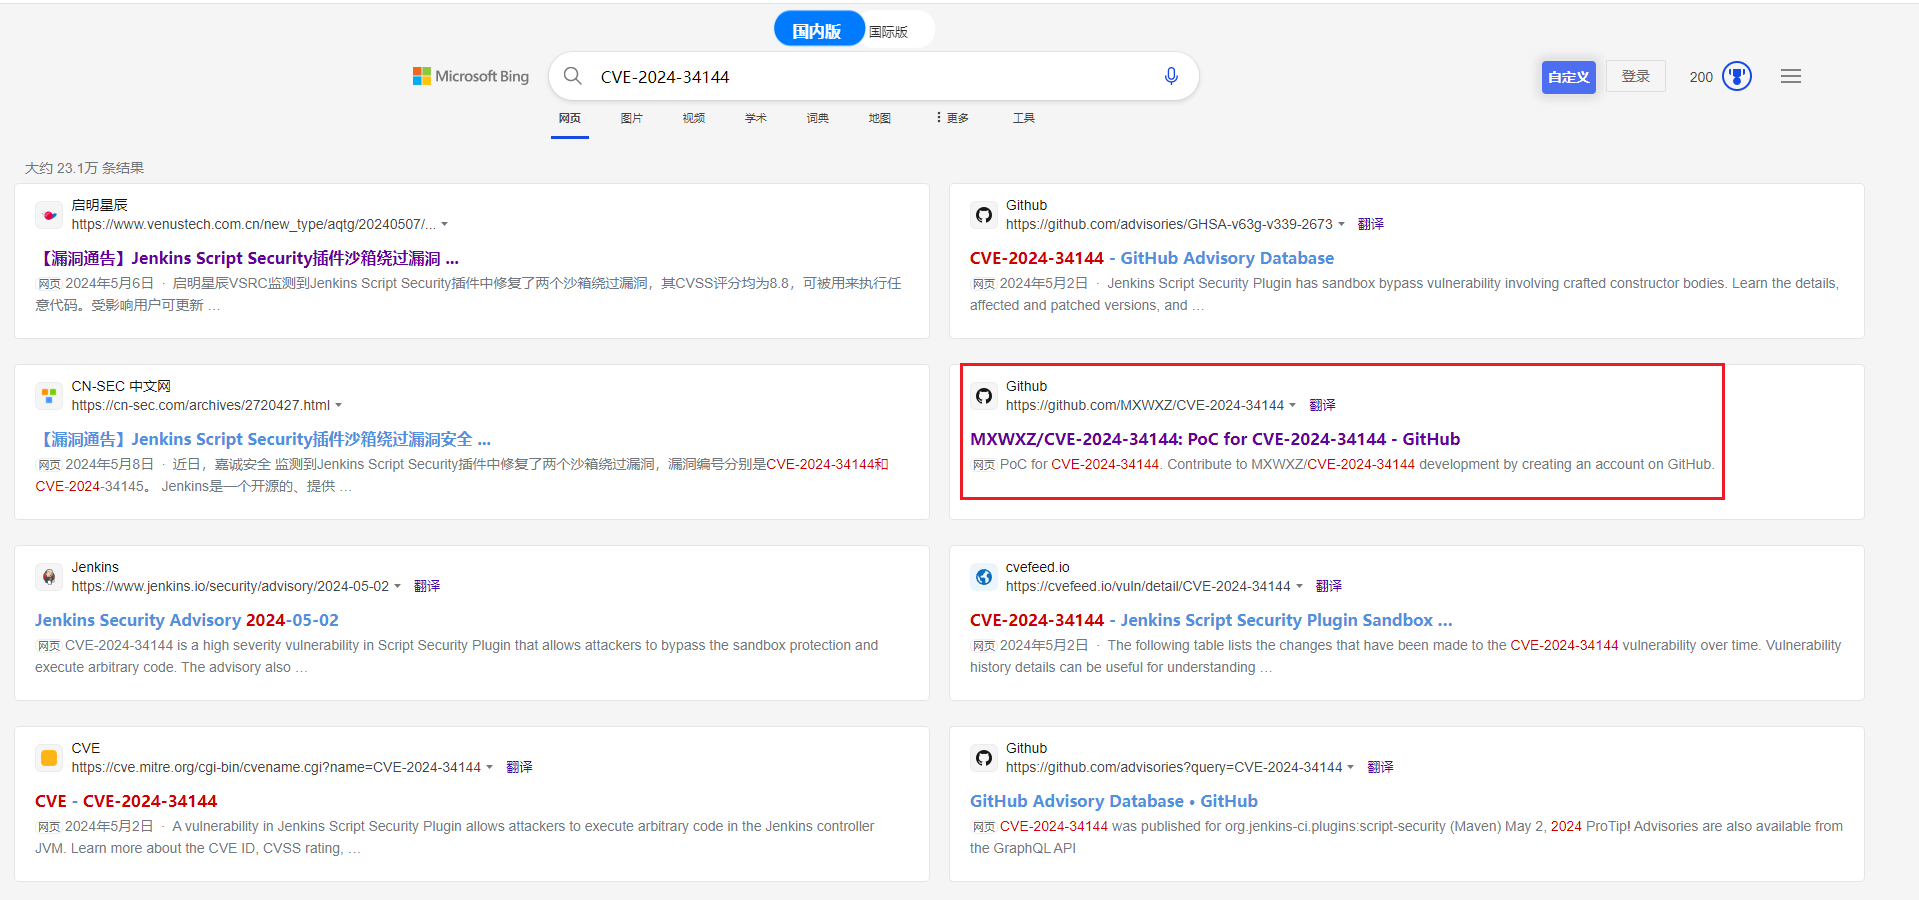 国内版 国际版
Microsoft Bing
CVE-2024-34144
自定义 登录 200
网页 图片 视频 学术 词典 地图 更多 工具
大约 23.1万 条结果
启明星辰
https://www.venustech.com.cn/new_type/aqtg/20240507/...
【漏洞通告】Jenkins Script Security插件沙箱绕过漏洞 ...
网页 2024年5月6日 · 启明星辰VSRC监测到Jenkins Script Security插件中修复了两个沙箱绕过漏洞，其CVSS评分均为8.8，可被用来执行任
意代码。受影响用户可更新 …
Github
https://github.com/advisories/GHSA-v63g-v339-2673 翻译
CVE-2024-34144 - GitHub Advisory Database
网页 2024年5月2日 · Jenkins Script Security Plugin has sandbox bypass vulnerability involving crafted constructor bodies. Learn the details,
affected and patched versions, and …
CN-SEC 中文网
https://cn-sec.com/archives/2720427.html
【漏洞通告】Jenkins Script Security插件沙箱绕过漏洞安全 ...
网页 2024年5月8日 · 近日，嘉诚安全 监测到Jenkins Script Security插件中修复了两个沙箱绕过漏洞，漏洞编号分别是CVE-2024-34144和
CVE-2024-34145。 Jenkins是一个开源的、提供 …
Github
https://github.com/MXWXZ/CVE-2024-34144 翻译
MXWXZ/CVE-2024-34144: PoC for CVE-2024-34144 - GitHub
网页 PoC for CVE-2024-34144. Contribute to MXWXZ/CVE-2024-34144 development by creating an account on GitHub.
Jenkins
https://www.jenkins.io/security/advisory/2024-05-02 翻译
Jenkins Security Advisory 2024-05-02
网页 CVE-2024-34144 is a high severity vulnerability in Script Security Plugin that allows attackers to bypass the sandbox protection and
execute arbitrary code. The advisory also …
cvefeed.io
https://cvefeed.io/vuln/detail/CVE-2024-34144 翻译
CVE-2024-34144 - Jenkins Script Security Plugin Sandbox ...
网页 2024年5月2日 · The following table lists the changes that have been made to the CVE-2024-34144 vulnerability over time. Vulnerability
history details can be useful for understanding …
CVE
https://cve.mitre.org/cgi-bin/cvename.cgi?name=CVE-2024-34144 翻译
CVE - CVE-2024-34144
网页 2024年5月2日 · A vulnerability in Jenkins Script Security Plugin allows attackers to execute arbitrary code in the Jenkins controller
JVM. Learn more about the CVE ID, CVSS rating, …
Github
https://github.com/advisories?query=CVE-2024-34144 翻译
GitHub Advisory Database • GitHub
网页 CVE-2024-34144 was published for org.jenkins-ci.plugins:script-security (Maven) May 2, 2024 ProTip! Advisories are also available from
the GraphQL API